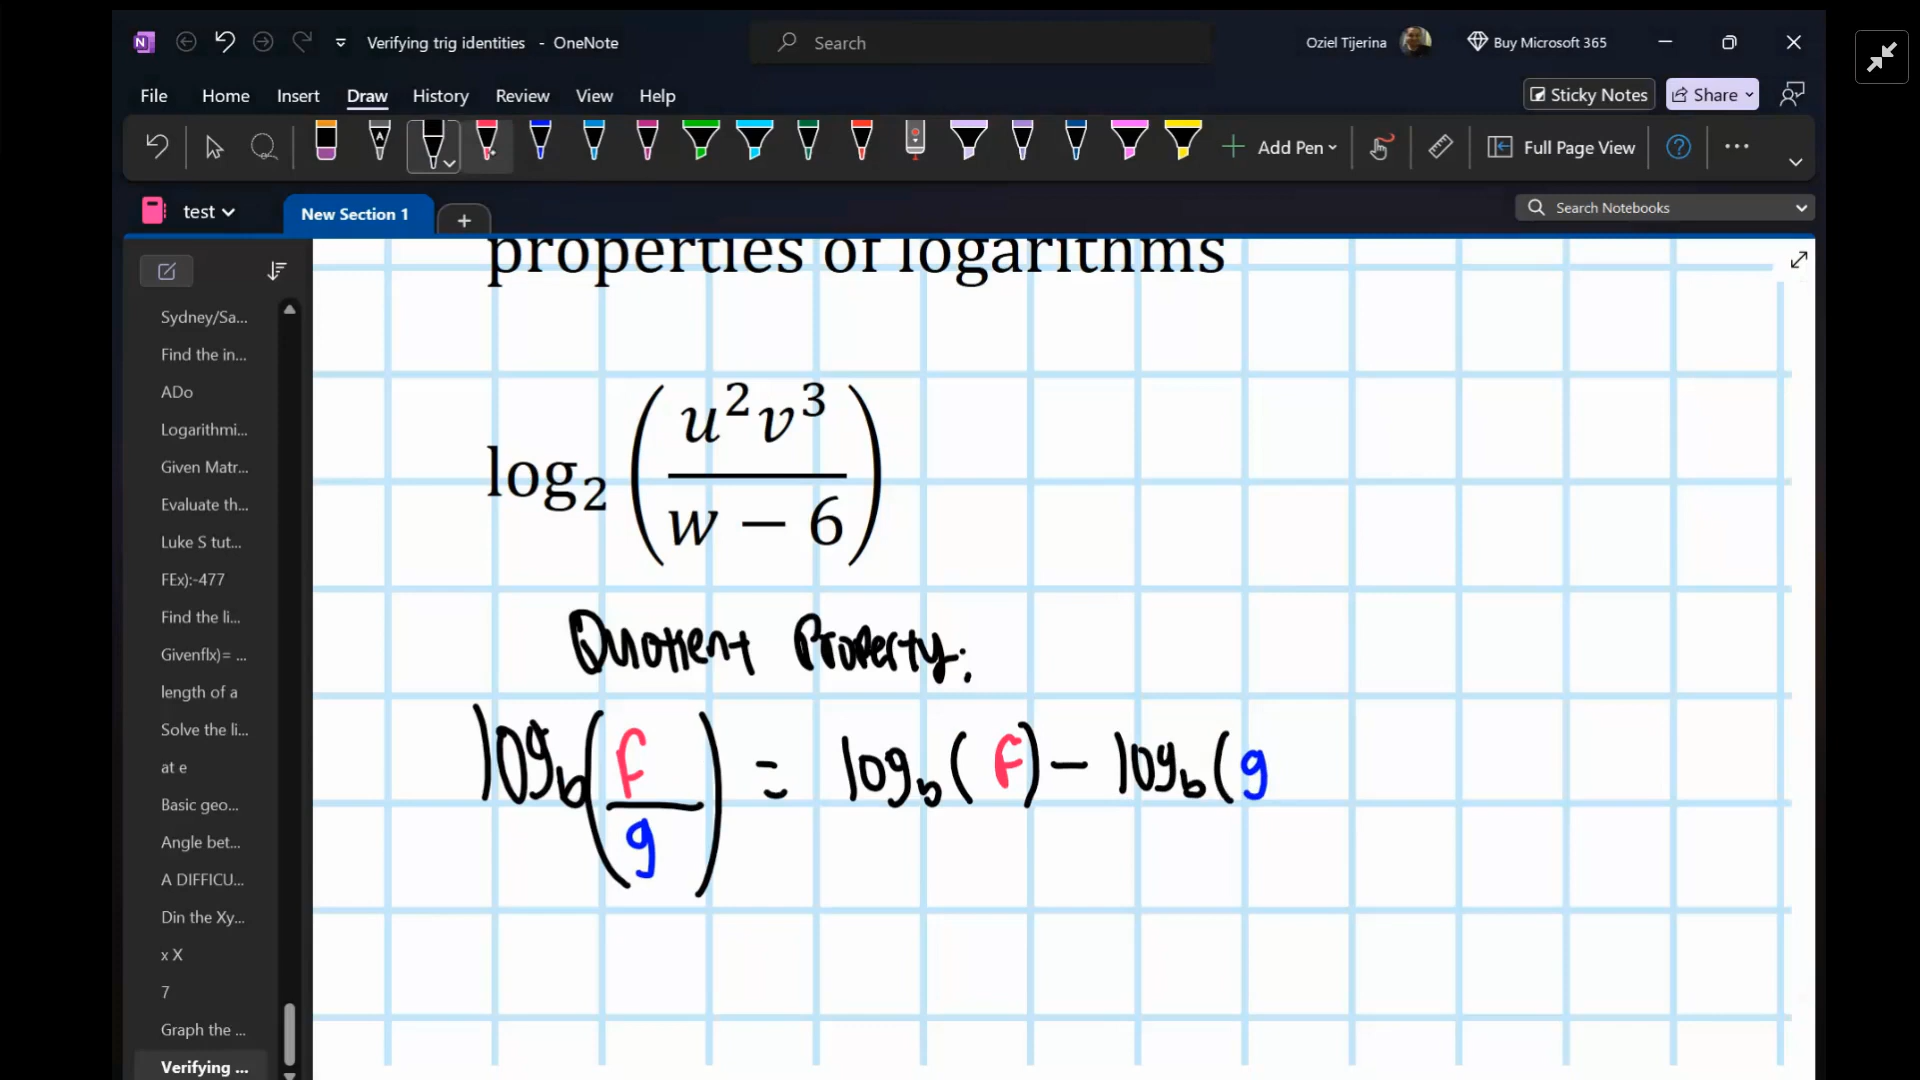 Verifying trig identities - OneNote
Search
Oziel Tijerina
Buy Microsoft 365
File Home Insert Draw History Review View Help
Sticky Notes
Share
Add Pen
Full Page View
test
New Section 1
Search Notebooks
Sydney/Sa...
Find the in...
ADo
Logarithmi...
Given Matr...
Evaluate th...
Luke S tut...
FEx):-477
Find the li...
Givenflx)= ...
length of a
Solve the li...
at e
Basic geo...
Angle bet...
A DIFFICU...
Din the Xy...
x X
7
Graph the ...
Verifying ...
properties of logarithms
log₂ (u²v³ / w − 6)
Quotient Property:
log_b(f/g) = log_b(f) − log_b(g